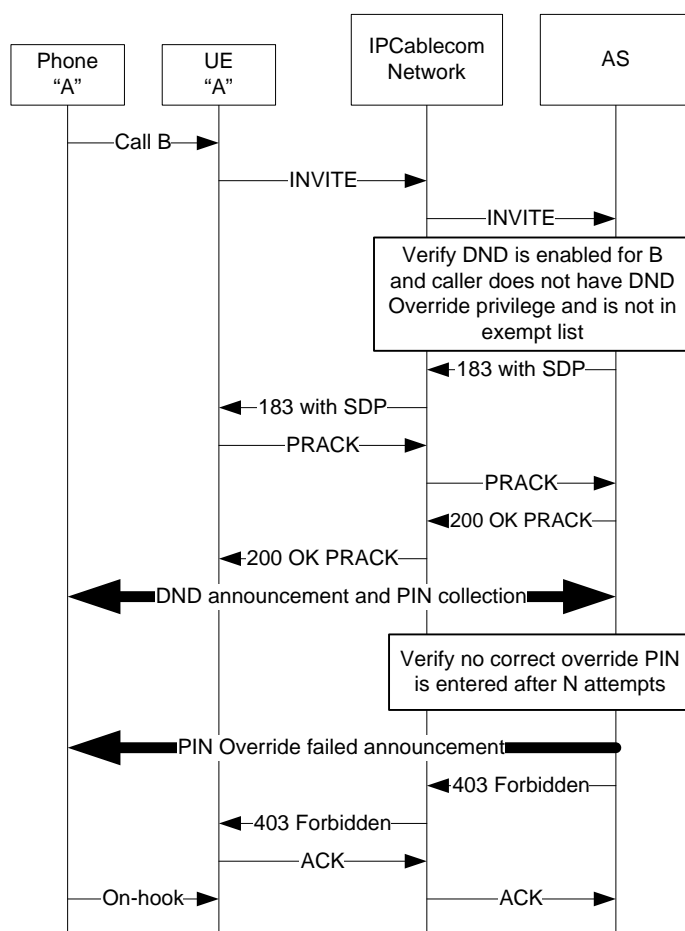 Phone
“A”
UE
“A”
IPCablecom
Network
AS
Call B
INVITE
INVITE
Verify DND is enabled for B
and caller does not have DND
Override privilege and is not in
exempt list
183 with SDP
183 with SDP
PRACK
PRACK
200 OK PRACK
200 OK PRACK
DND announcement and PIN collection
Verify no correct override PIN
is entered after N attempts
PIN Override failed announcement
403 Forbidden
403 Forbidden
ACK
On-hook
ACK